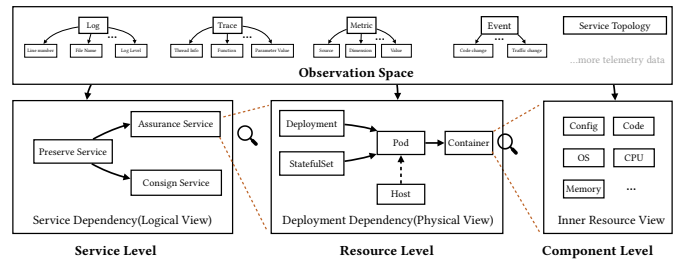 Log
Trace
Metric
Event
Service Topology
...
...
...
...
Line number
File Name
Log Level
Thread Info
Function
Parameter Value
Source
Dimension
Value
Code change
Traffic change
...more telemetry data
Observation Space
Preserve Service
Assurance Service
Consign Service
Service Dependency(Logical View)
Deployment
StatefulSet
Pod
Container
Host
Deployment Dependency(Physical View)
Config
Code
OS
CPU
Memory
...
Inner Resource View
Service Level
Resource Level
Component Level